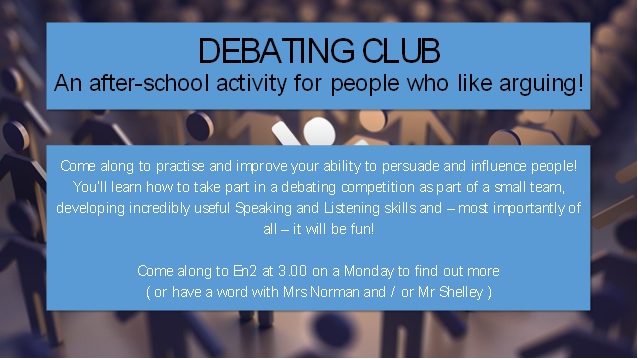 DEBATING CLUB
An after-school activity for people who like arguing!
Come along to practise and improve your ability to persuade and influence people!
You'll learn how to take part in a debating competition as part of a small team,
developing incredibly useful Speaking and Listening skills and – most importantly of
all – it will be fun!
Come along to En2 at 3.00 on a Monday to find out more
( or have a word with Mrs Norman and / or Mr Shelley )